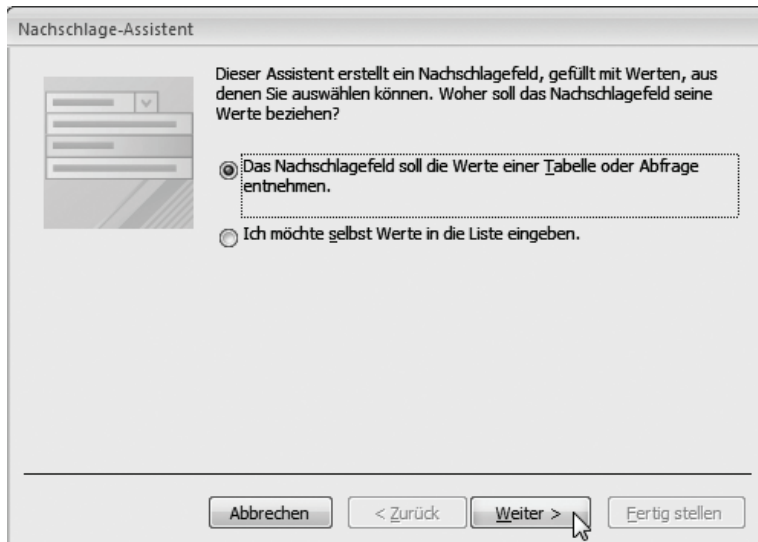 Nachschlage-Assistent
Dieser Assistent erstellt ein Nachschlagefeld, gefüllt mit Werten, aus
denen Sie auswählen können. Woher soll das Nachschlagefeld seine
Werte beziehen?
Das Nachschlagefeld soll die Werte einer Tabelle oder Abfrage
entnehmen.
Ich möchte selbst Werte in die Liste eingeben.
Abbrechen
< Zurück
Weiter >
Fertig stellen